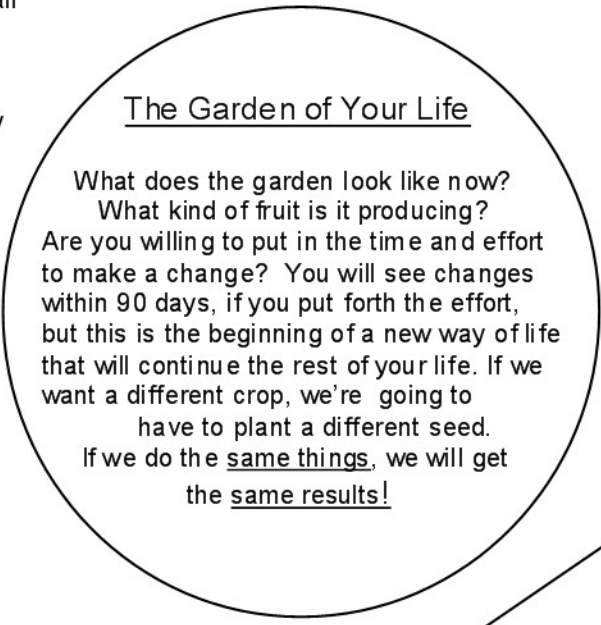 The Garden of Your Life
What does the garden look like now?
What kind of fruit is it producing?
Are you willing to put in the time and effort
to make a change? You will see changes
within 90 days, if you put forth the effort,
but this is the beginning of a new way of life
that will continue the rest of your life. If we
want a different crop, we're going to
have to plant a different seed.
If we do the same things, we will get
the same results!